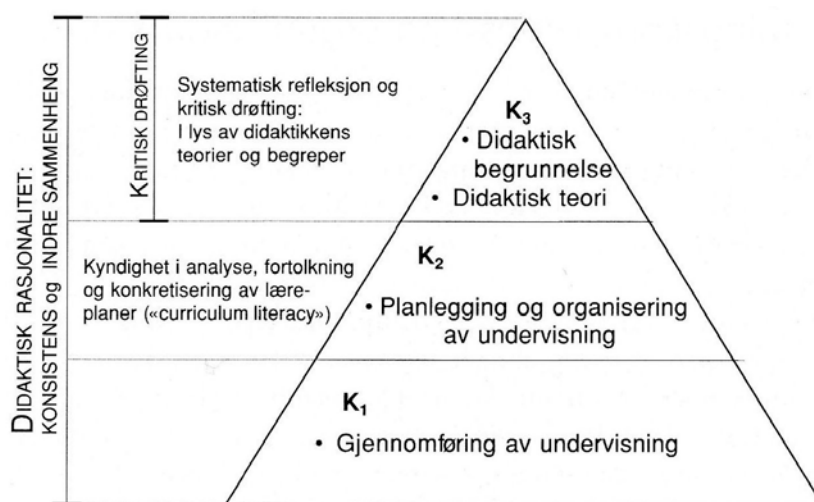 DIDAKTISK RASJONALITET:
KONSISTENS og INDRE SAMMENHENG
KRITISK DRØFTING
Systematisk refleksjon og
kritisk drøfting:
I lys av didaktikkens
teorier og begreper
K3
• Didaktisk
begrunnelse
• Didaktisk teori
Kyndighet i analyse, fortolkning
og konkretisering av lære-
planer («curriculum literacy»)
K2
• Planlegging og organisering
av undervisning
K1
• Gjennomføring av undervisning